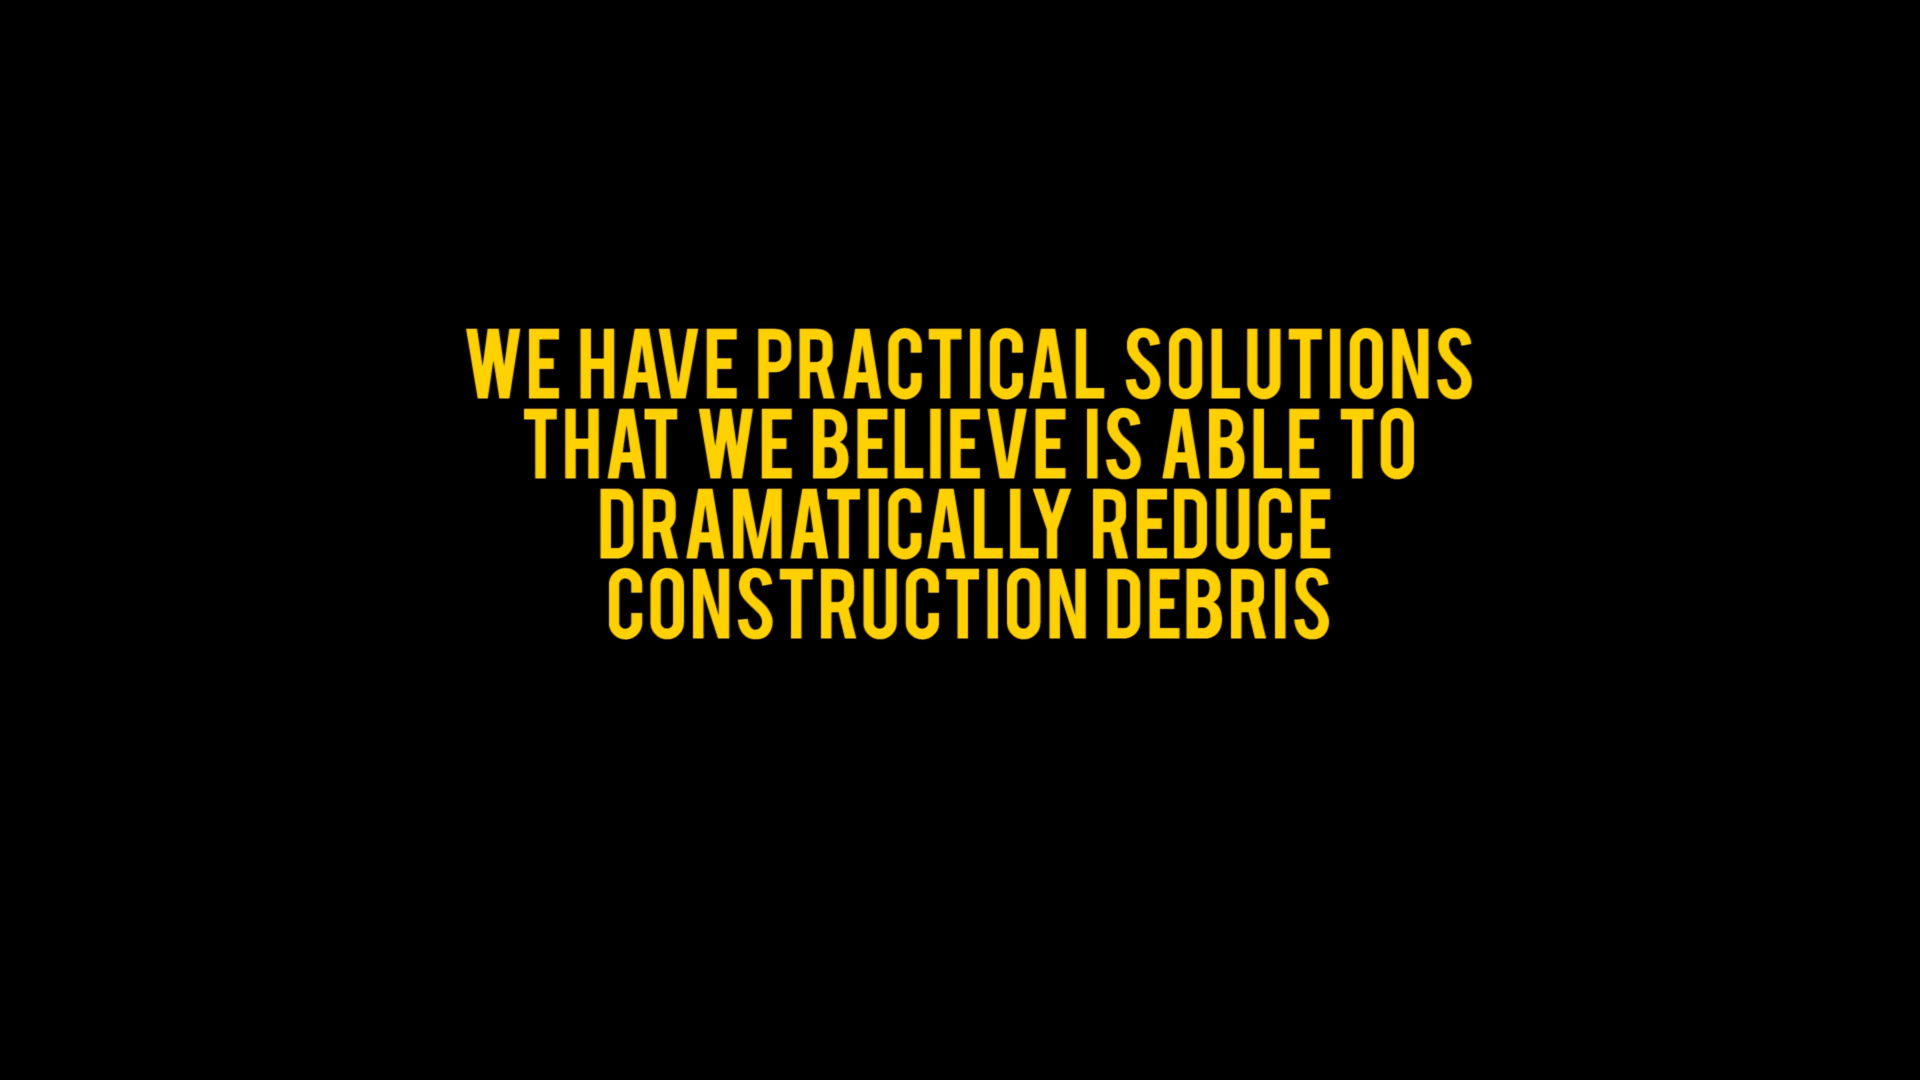 WE HAVE PRACTICAL SOLUTIONS
THAT WE BELIEVE IS ABLE TO
DRAMATICALLY REDUCE
CONSTRUCTION DEBRIS